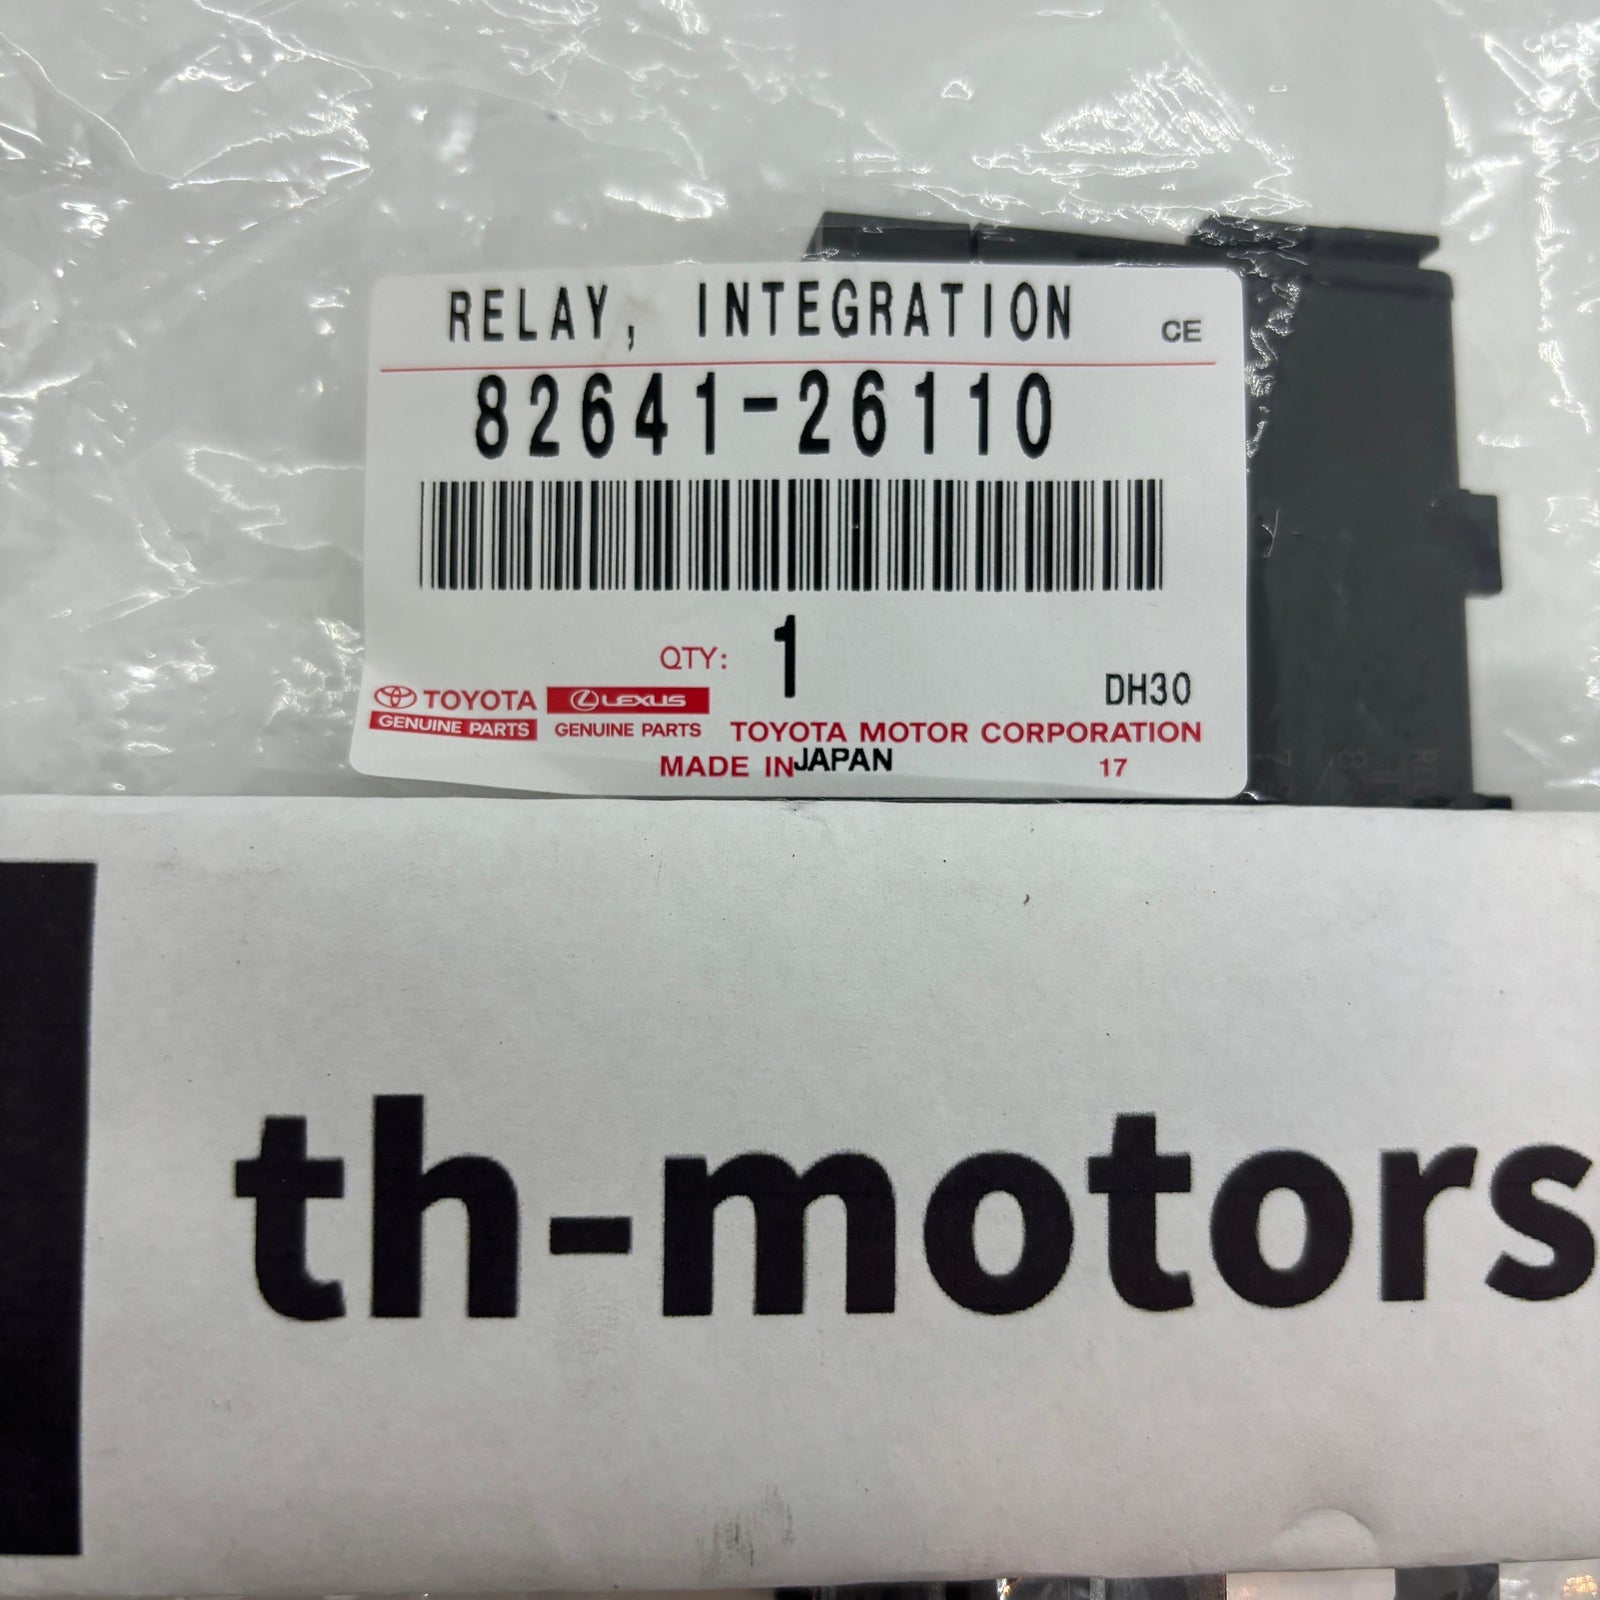 RELAY, INTEGRATION CE
82641-26110
QTY: 1
DH30
TOYOTA LEXUS
GENUINE PARTS GENUINE PARTS TOYOTA MOTOR CORPORATION
MADE IN JAPAN 17
th-motors